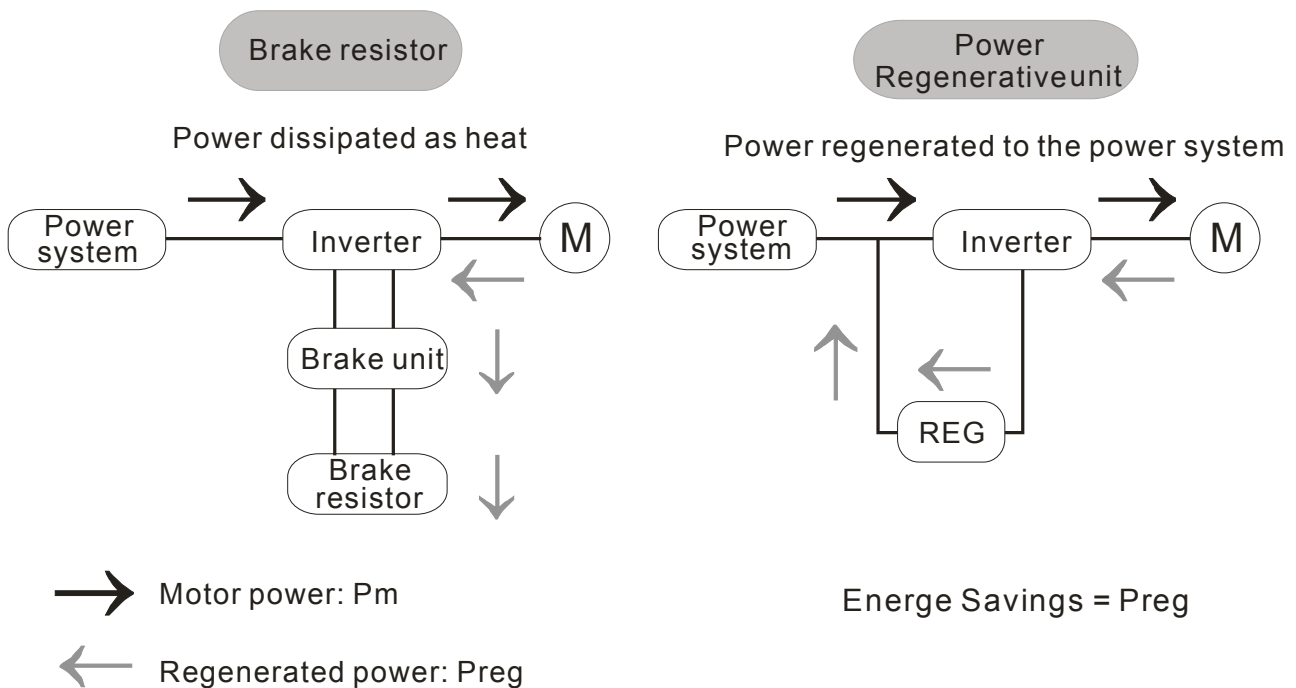 Brake resistor
Power dissipated as heat
Power
system
Inverter
M
Brake unit
Brake
resistor
Power
Regenerativeunit
Power regenerated to the power system
Power
system
Inverter
M
REG
Motor power: Pm
Regenerated power: Preg
Energe Savings = Preg